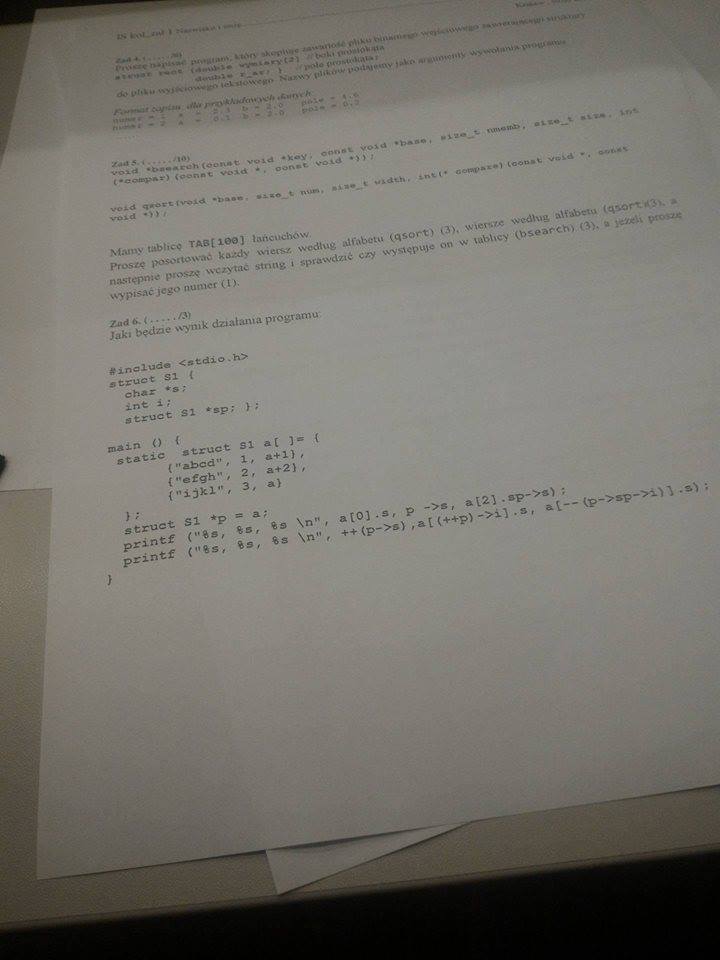 IS kol_zal 1 Nazwisko i imię
Kraków
Zad 4. (. . . . . /6)
Proszę napisać program, który skopiuje zawartość pliku binarnego wejściowego zawierającego struktury
struct rect {double wymiary[2] //boki prostokąta
double r_ar; } //pole prostokąta;
do pliku wyjściowego tekstowego. Nazwy plików podajemy jako argumenty wywołania programu
Format zapisu dla przykładowych danych:
numer = 1 a = 2.3 b = 2.0 pole = 4.6
numer = 2 a = 0.1 b = 2.0 pole = 0.2
Zad 5. (. . . . . /10)
void *bsearch(const void *key, const void *base, size_t nmemb, size_t size, int
(*compar)(const void *, const void *));
void qsort(void *base, size_t num, size_t width, int(* compare)(const void *, const
void *));
Mamy tablicę TAB[100] łańcuchów.
Proszę posortować każdy wiersz według alfabetu (qsort) (3), wiersze według alfabetu (qsort)(3), a
następnie proszę wczytać string i sprawdzić czy występuje on w tablicy (bsearch) (3), a jeżeli proszę
wypisać jego numer (1).
Zad 6. (. . . . . /3)
Jaki będzie wynik działania programu:
#include <stdio.h>
struct S1 {
char *s;
int i;
struct S1 *sp; };
main () {
static struct S1 a[ ]= {
{"abcd", 1, a+1},
{"efgh", 2, a+2},
{"ijkl", 3, a}
};
struct S1 *p = a;
printf ("%s, %s, %s \n", a[0].s, p ->s, a[2].sp->s);
printf ("%s, %s, %s \n", ++(p->s),a[(++p)->i].s, a[--(p->sp->i)].s);
}